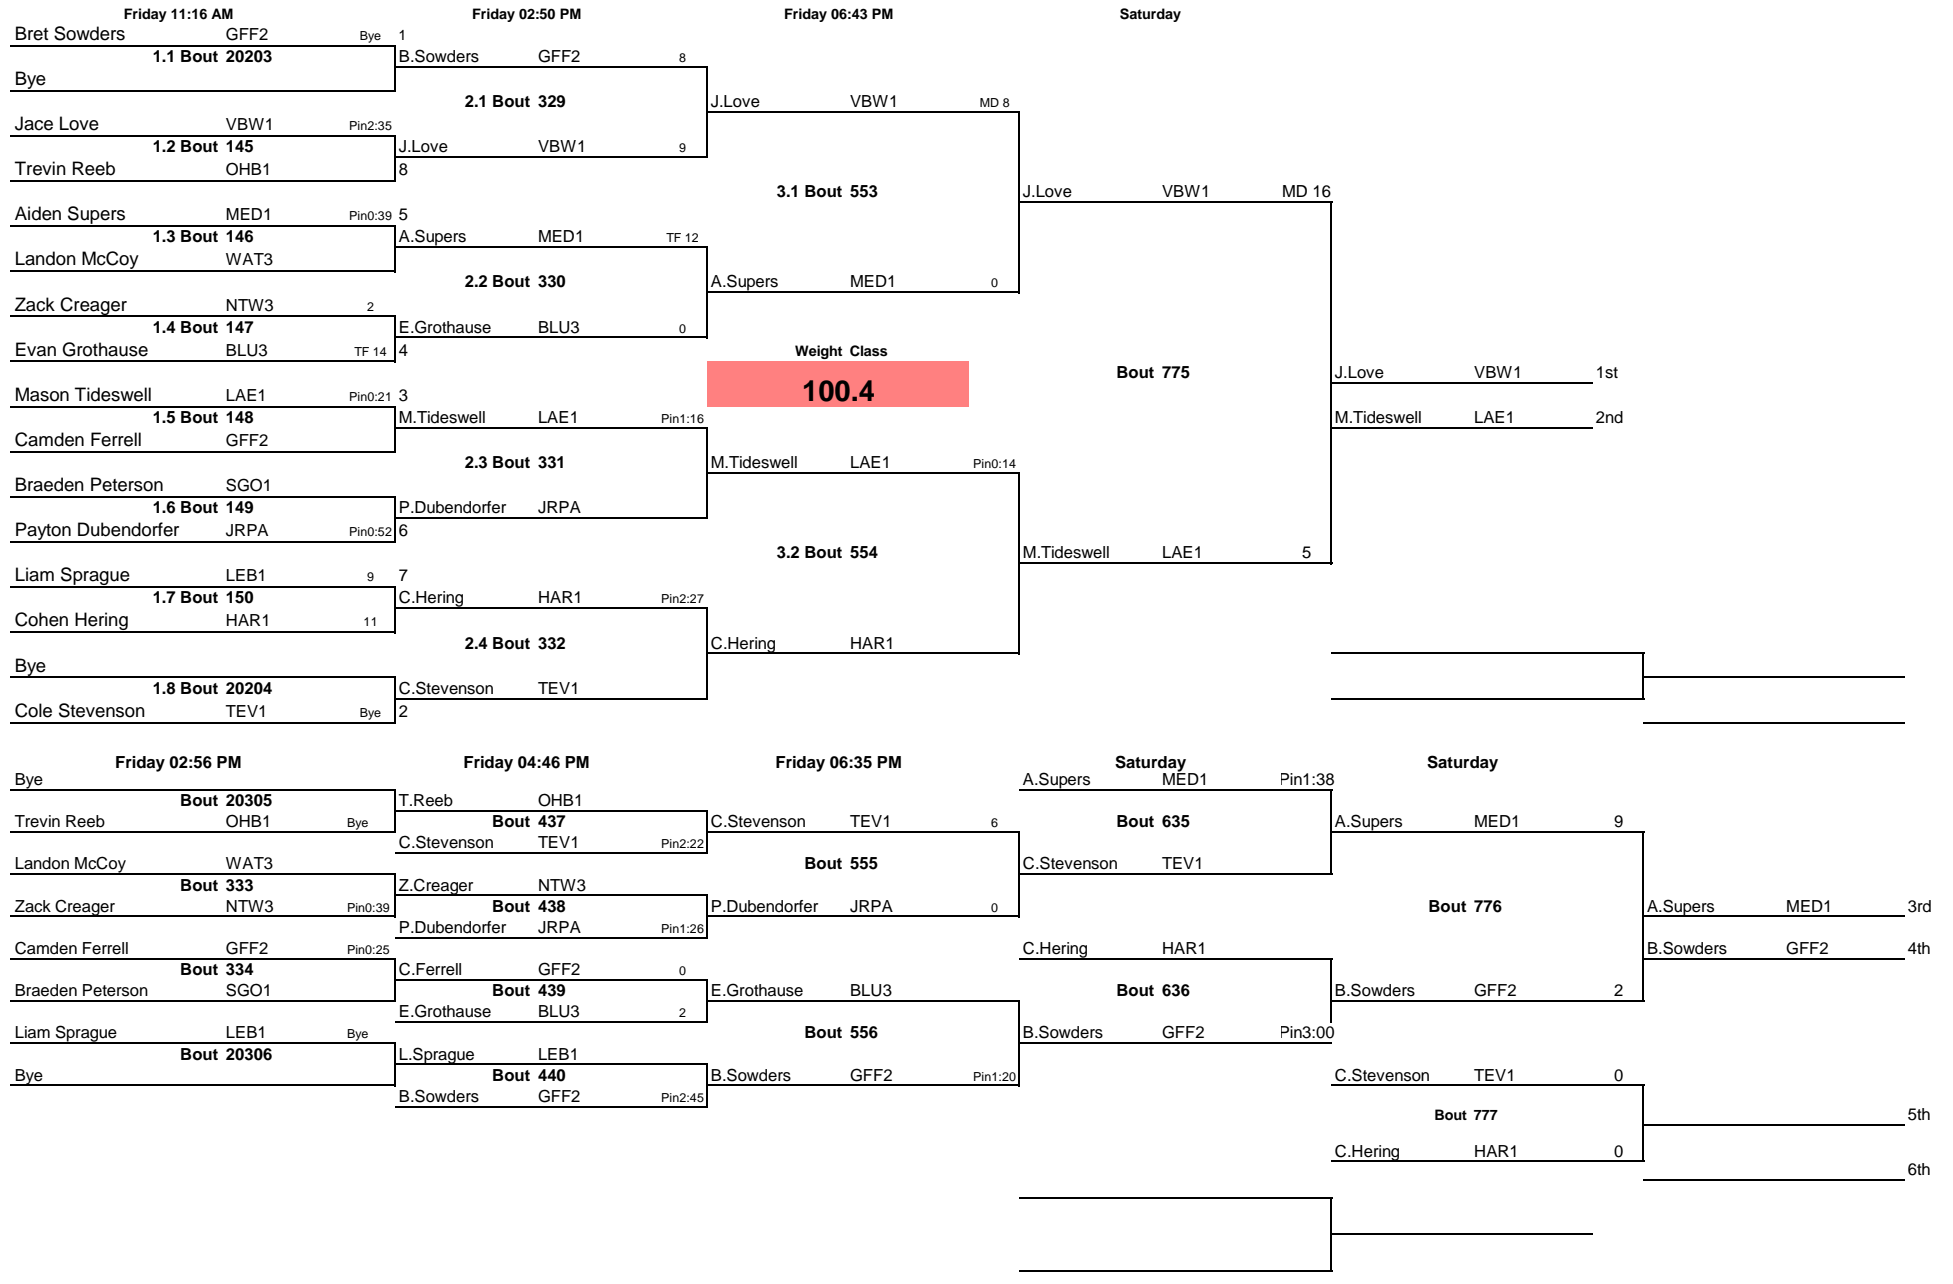 Friday 11:16 AM Friday 02:50 PM Friday 06:43 PM Saturday
Bret Sowders GFF2 Bye 1
1.1 Bout 20203 B.Sowders GFF2 8
Bye
2.1 Bout 329 J.Love VBW1 MD 8
Jace Love VBW1 Pin2:35
1.2 Bout 145 J.Love VBW1 9
Trevin Reeb OHB1 8
3.1 Bout 553 J.Love VBW1 MD 16
Aiden Supers MED1 Pin0:39 5
1.3 Bout 146 A.Supers MED1 TF 12
Landon McCoy WAT3
2.2 Bout 330 A.Supers MED1 0
Zack Creager NTW3 2
1.4 Bout 147 E.Grothause BLU3 0
Evan Grothause BLU3 TF 14 4 Weight Class
Bout 775 J.Love VBW1 1st
Mason Tideswell LAE1 Pin0:21 3 100.4
1.5 Bout 148 M.Tideswell LAE1 Pin1:16 M.Tideswell LAE1 2nd
Camden Ferrell GFF2
2.3 Bout 331 M.Tideswell LAE1 Pin0:14
Braeden Peterson SGO1
1.6 Bout 149 P.Dubendorfer JRPA
Payton Dubendorfer JRPA Pin0:52 6
3.2 Bout 554 M.Tideswell LAE1 5
Liam Sprague LEB1 9 7
1.7 Bout 150 C.Hering HAR1 Pin2:27
Cohen Hering HAR1 11
2.4 Bout 332 C.Hering HAR1
Bye
1.8 Bout 20204 C.Stevenson TEV1
Cole Stevenson TEV1 Bye 2
Friday 02:56 PM Friday 04:46 PM Friday 06:35 PM Saturday Saturday
Bye A.Supers MED1 Pin1:38
Bout 20305 T.Reeb OHB1
Trevin Reeb OHB1 Bye Bout 437 C.Stevenson TEV1 6 Bout 635 A.Supers MED1 9
C.Stevenson TEV1 Pin2:22
Landon McCoy WAT3 Bout 555 C.Stevenson TEV1
Bout 333 Z.Creager NTW3
Zack Creager NTW3 Pin0:39 Bout 438 P.Dubendorfer JRPA 0 Bout 776 A.Supers MED1 3rd
P.Dubendorfer JRPA Pin1:26
Camden Ferrell GFF2 Pin0:25 C.Hering HAR1 B.Sowders GFF2 4th
Bout 334 C.Ferrell GFF2 0
Braeden Peterson SGO1 Bout 439 E.Grothause BLU3 Bout 636 B.Sowders GFF2 2
E.Grothause BLU3 2
Liam Sprague LEB1 Bye Bout 556 B.Sowders GFF2 Pin3:00
Bout 20306 L.Sprague LEB1
Bye Bout 440 B.Sowders GFF2 Pin1:20 C.Stevenson TEV1 0
B.Sowders GFF2 Pin2:45
Bout 777 5th
C.Hering HAR1 0
6th